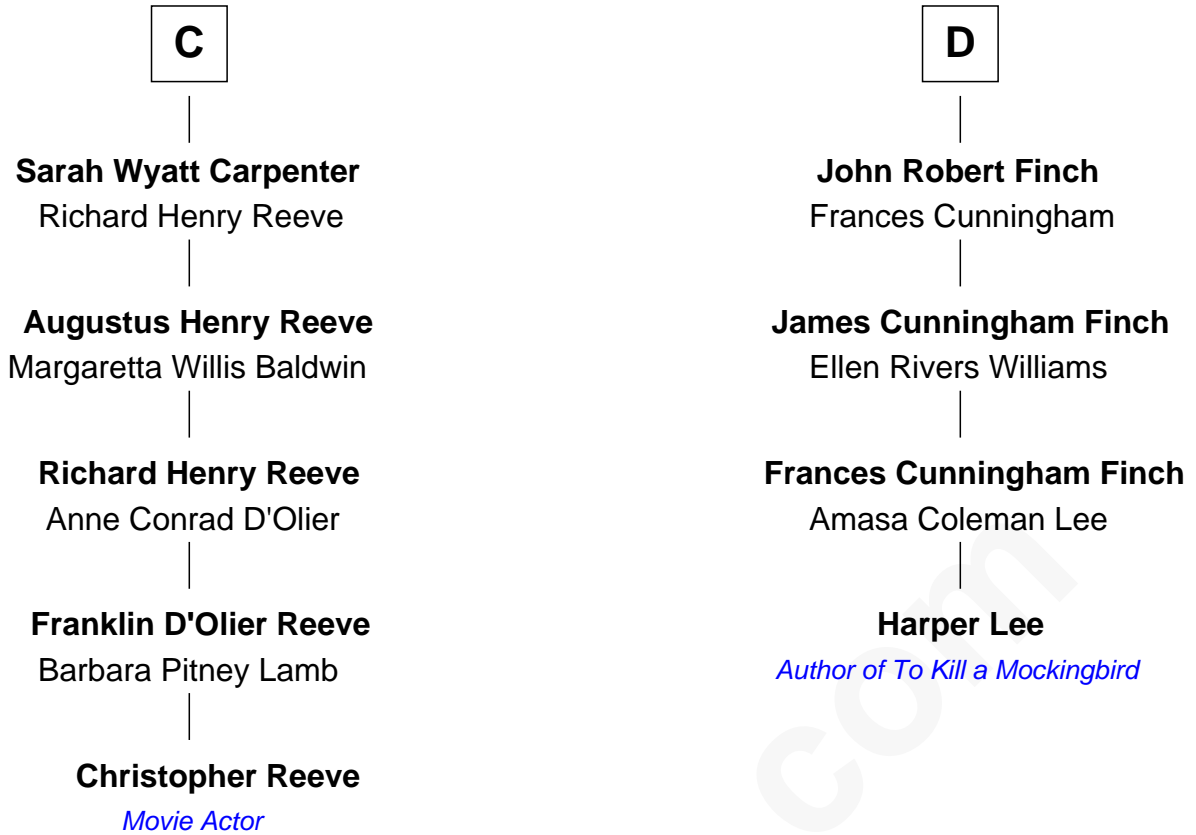 C
Sarah Wyatt Carpenter
Richard Henry Reeve
Augustus Henry Reeve
Margaretta Willis Baldwin
Richard Henry Reeve
Anne Conrad D'Olier
Franklin D'Olier Reeve
Barbara Pitney Lamb
Christopher Reeve
Movie Actor
D
John Robert Finch
Frances Cunningham
James Cunningham Finch
Ellen Rivers Williams
Frances Cunningham Finch
Amasa Coleman Lee
Harper Lee
Author of To Kill a Mockingbird
com